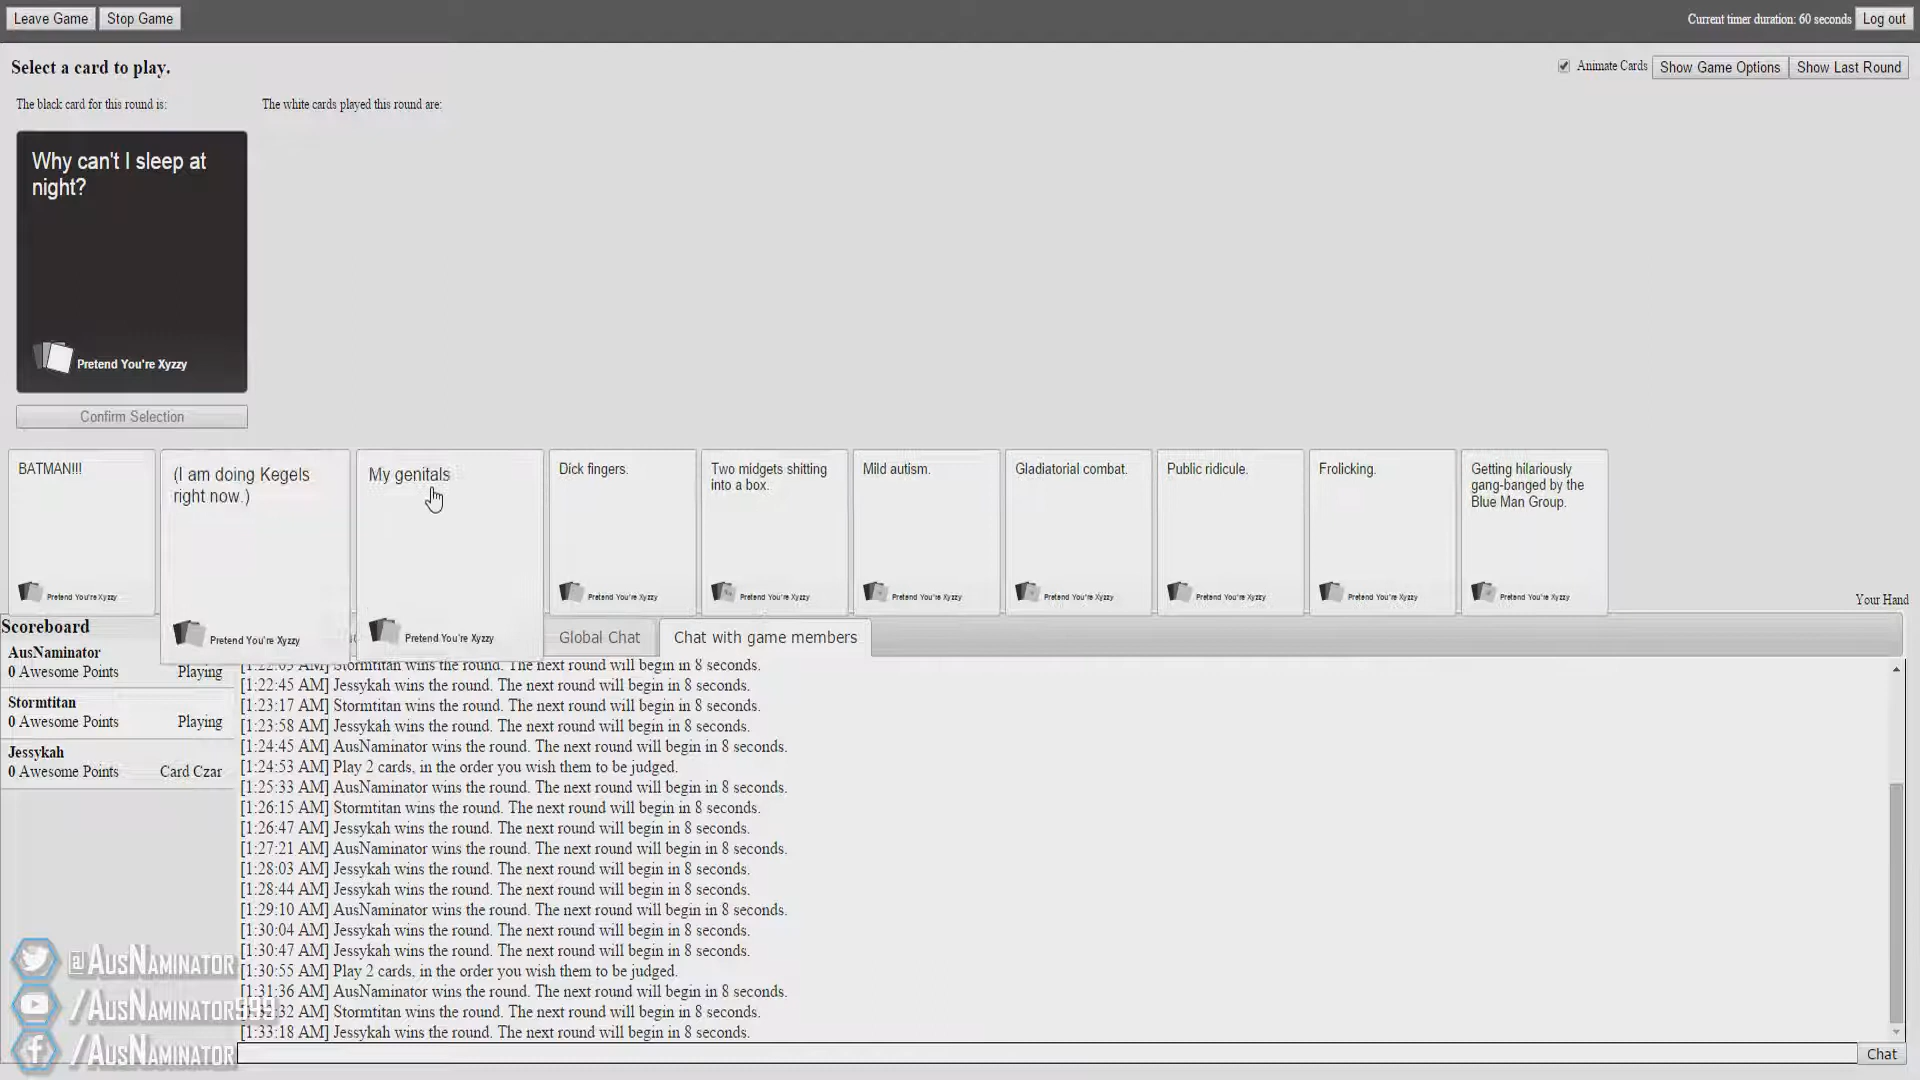 Leave Game
Stop Game
Current timer duration: 60 seconds
Log out
Select a card to play.
Animate Cards
Show Game Options
Show Last Round
The black card for this round is:
The white cards played this round are:
Why can't I sleep at
night?
Pretend You're Xyzzy
Confirm Selection
BATMAN!!!
Pretend You're Xyzzy
(I am doing Kegels
right now.)
Pretend You're Xyzzy
My genitals
Pretend You're Xyzzy
Dick fingers.
Pretend You're Xyzzy
Two midgets shitting
into a box.
Pretend You're Xyzzy
Mild autism.
Pretend You're Xyzzy
Gladiatorial combat.
Pretend You're Xyzzy
Public ridicule.
Pretend You're Xyzzy
Frolicking.
Pretend You're Xyzzy
Getting hilariously
gang-banged by the
Blue Man Group.
Pretend You're Xyzzy
Your Hand
Scoreboard
AusNaminator
0 Awesome Points Playing
Stormtitan
0 Awesome Points Playing
Jessykah
0 Awesome Points Card Czar
Global Chat
Chat with game members
Stormtitan wins the round. The next round will begin in 8 seconds.
[1:22:45 AM] Jessykah wins the round. The next round will begin in 8 seconds.
[1:23:17 AM] Stormtitan wins the round. The next round will begin in 8 seconds.
[1:23:58 AM] Jessykah wins the round. The next round will begin in 8 seconds.
[1:24:45 AM] AusNaminator wins the round. The next round will begin in 8 seconds.
[1:24:53 AM] Play 2 cards, in the order you wish them to be judged.
[1:25:33 AM] AusNaminator wins the round. The next round will begin in 8 seconds.
[1:26:15 AM] Stormtitan wins the round. The next round will begin in 8 seconds.
[1:26:47 AM] Jessykah wins the round. The next round will begin in 8 seconds.
[1:27:21 AM] AusNaminator wins the round. The next round will begin in 8 seconds.
[1:28:03 AM] Jessykah wins the round. The next round will begin in 8 seconds.
[1:28:44 AM] Jessykah wins the round. The next round will begin in 8 seconds.
[1:29:10 AM] AusNaminator wins the round. The next round will begin in 8 seconds.
[1:30:04 AM] Jessykah wins the round. The next round will begin in 8 seconds.
[1:30:47 AM] Jessykah wins the round. The next round will begin in 8 seconds.
[1:30:55 AM] Play 2 cards, in the order you wish them to be judged.
[1:31:36 AM] AusNaminator wins the round. The next round will begin in 8 seconds.
:32 AM] Stormtitan wins the round. The next round will begin in 8 seconds.
[1:33:18 AM] Jessykah wins the round. The next round will begin in 8 seconds.
@AusNaminator
/AusNaminator999
/AusNaminator
Chat